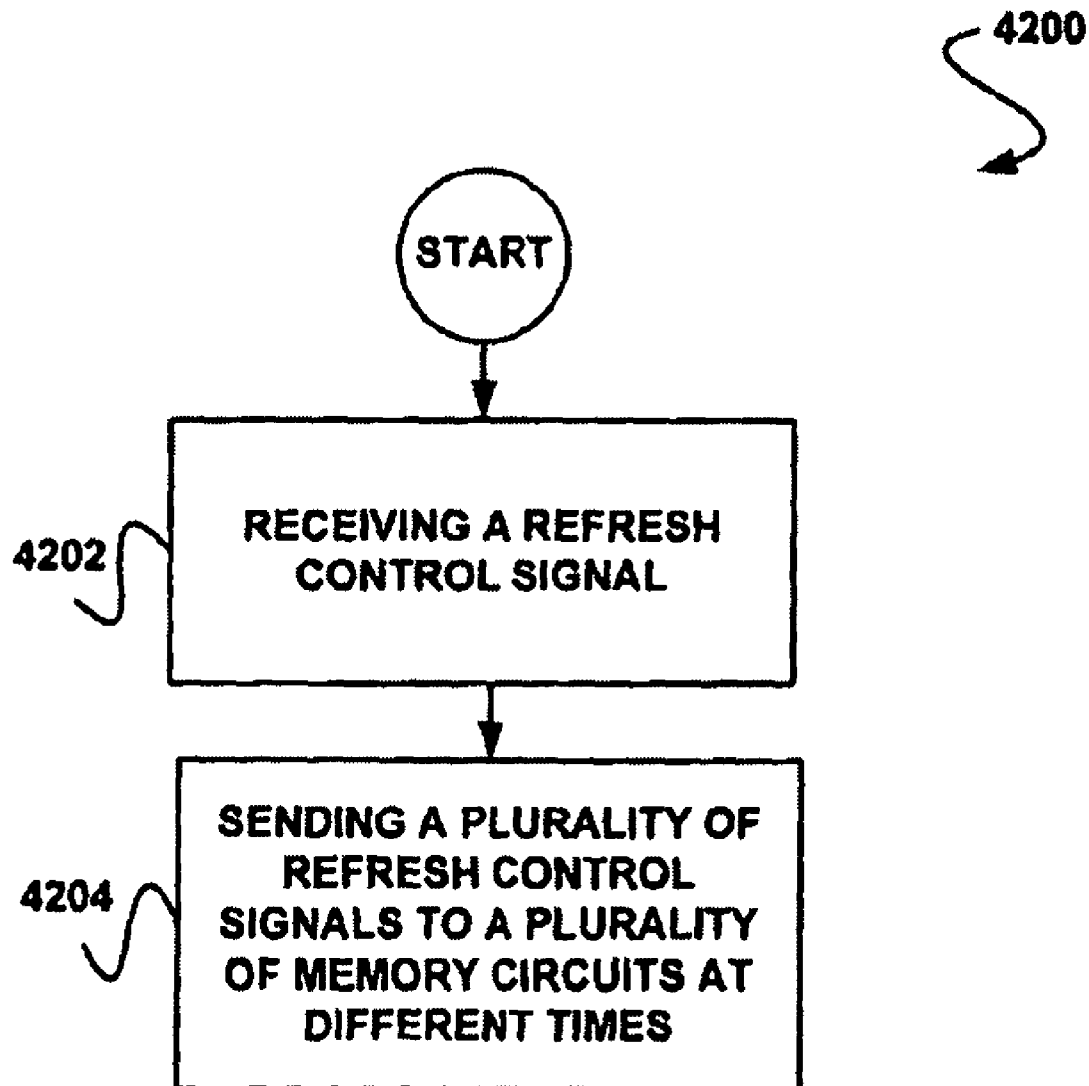 4200
START
4202
RECEIVING A REFRESH
CONTROL SIGNAL
4204
SENDING A PLURALITY OF
REFRESH CONTROL
SIGNALS TO A PLURALITY
OF MEMORY CIRCUITS AT
DIFFERENT TIMES